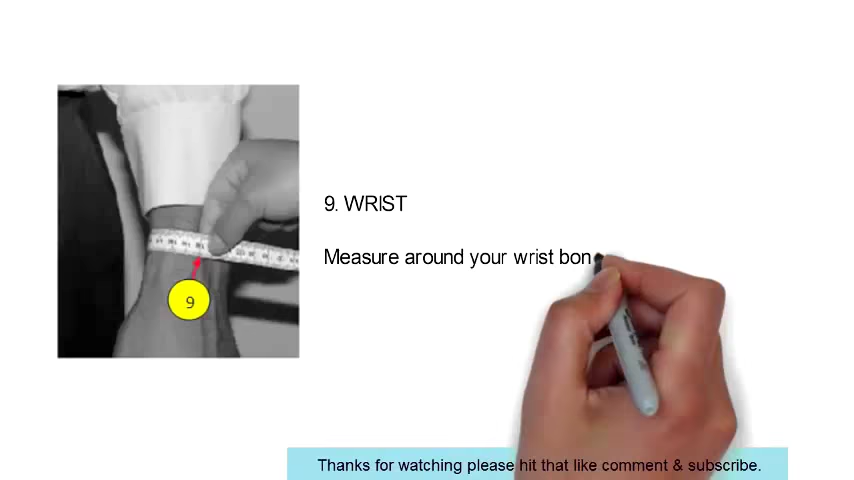 9. WRIST
Measure around your wrist bon
9
Thanks for watching please hit that like comment & subscribe.